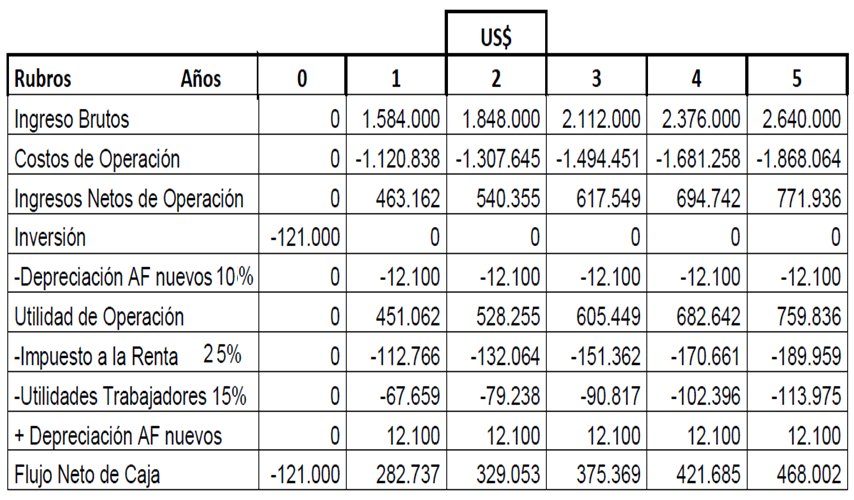 US$
Rubros Años 0 1 2 3 4 5
Ingreso Brutos 0 1.584.000 1.848.000 2.112.000 2.376.000 2.640.000
Costos de Operación 0 -1.120.838 -1.307.645 -1.494.451 -1.681.258 -1.868.064
Ingresos Netos de Operación 0 463.162 540.355 617.549 694.742 771.936
Inversión -121.000 0 0 0 0 0
-Depreciación AF nuevos 10% 0 -12.100 -12.100 -12.100 -12.100 -12.100
Utilidad de Operación 0 451.062 528.255 605.449 682.642 759.836
-Impuesto a la Renta 25% 0 -112.766 -132.064 -151.362 -170.661 -189.959
-Utilidades Trabajadores 15% 0 -67.659 -79.238 -90.817 -102.396 -113.975
+ Depreciación AF nuevos 0 12.100 12.100 12.100 12.100 12.100
Flujo Neto de Caja -121.000 282.737 329.053 375.369 421.685 468.002